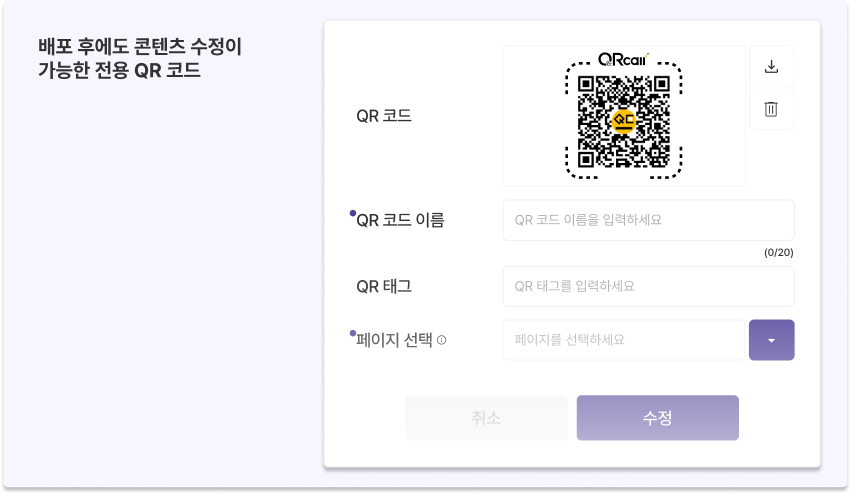 배포 후에도 콘텐츠 수정이
가능한 전용 QR 코드
QRcall
QC
QR 코드
QR 코드 이름
QR 코드 이름을 입력하세요
(0/20)
QR 태그
QR 태그를 입력하세요
페이지 선택
페이지를 선택하세요
취소
수정